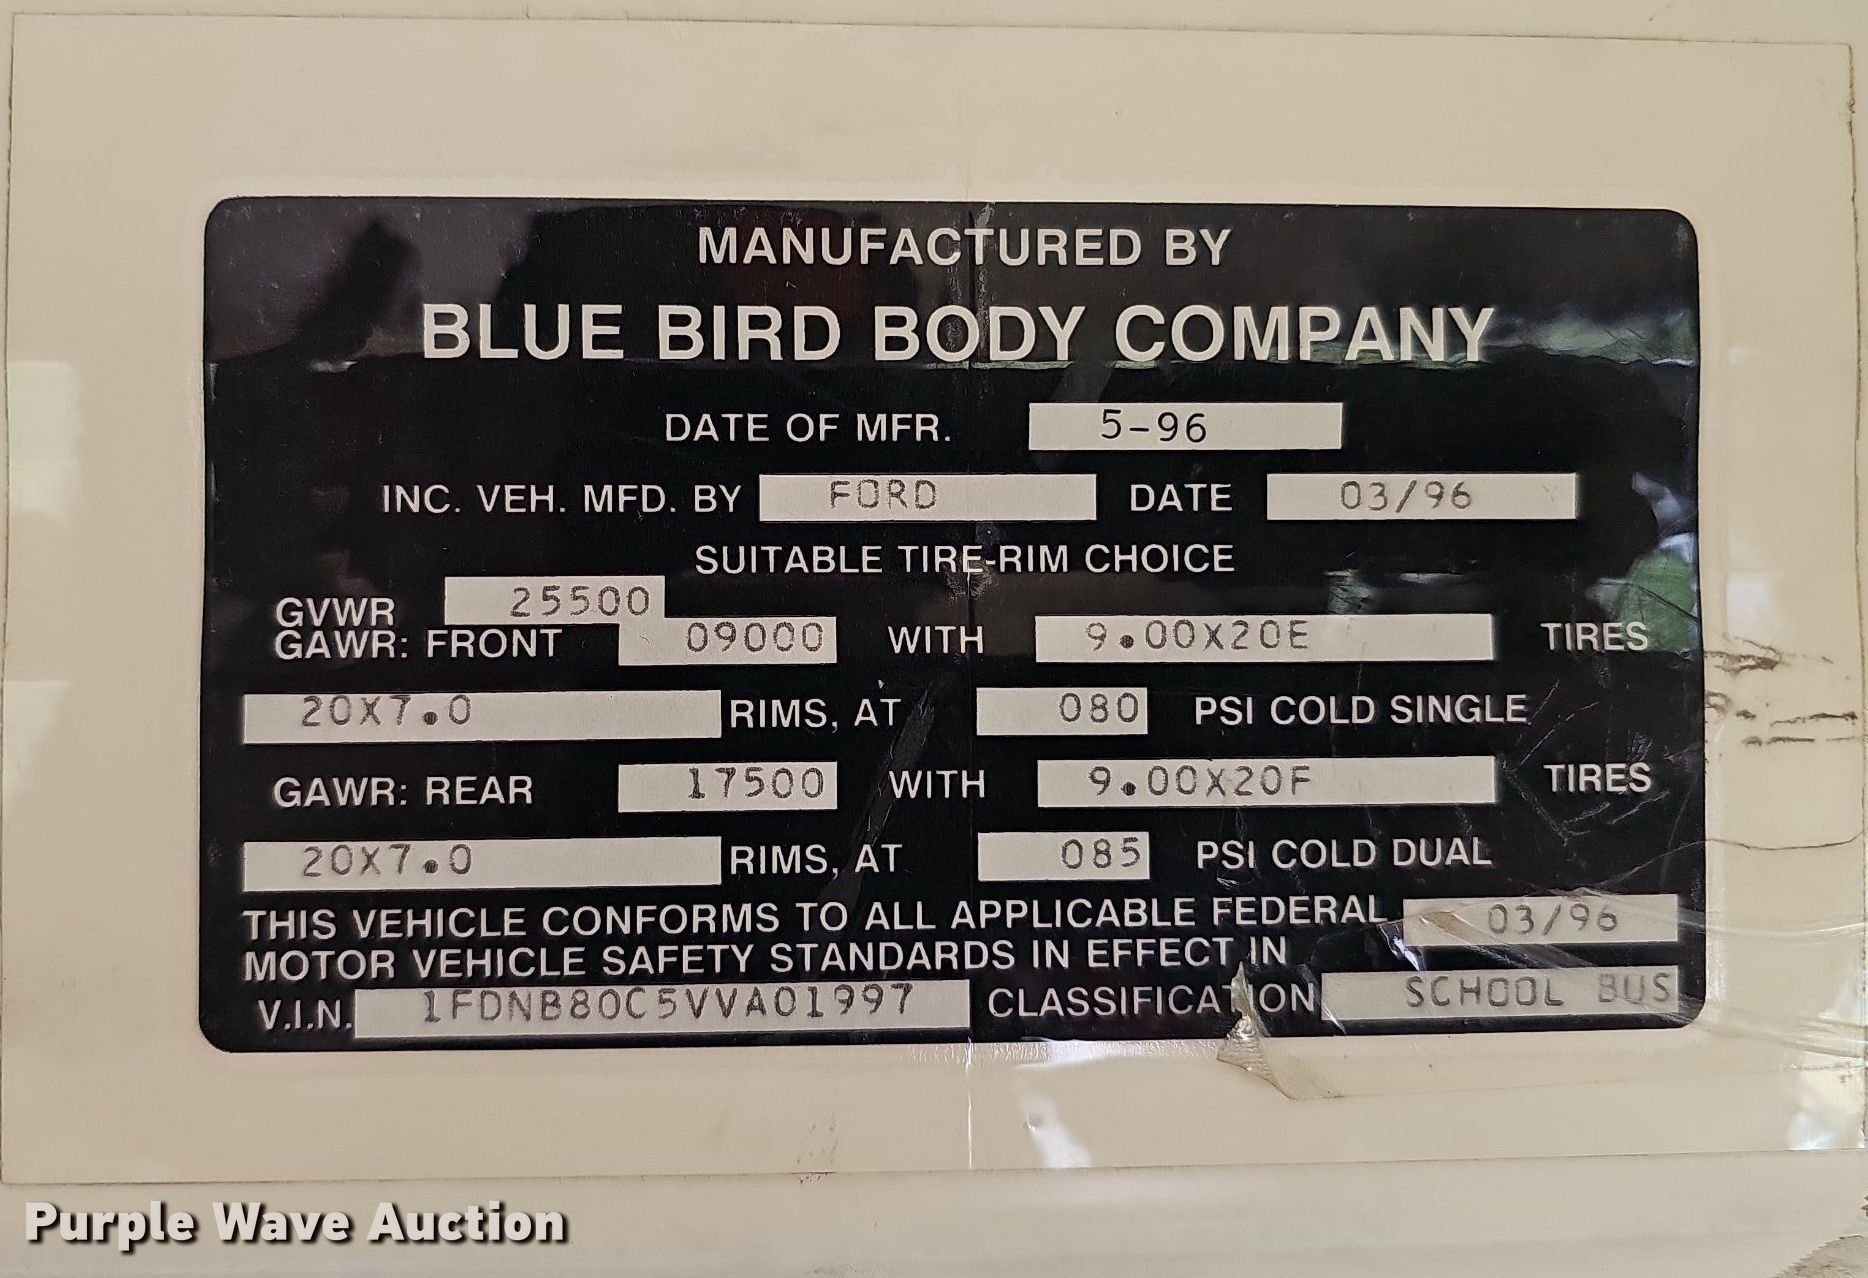 MANUFACTURED BY
BLUE BIRD BODY COMPANY
DATE OF MFR. 5-96
INC. VEH. MFD. BY FORD DATE 03/96
SUITABLE TIRE-RIM CHOICE
GVWR 25500
GAWR: FRONT 09000 WITH 9.00X20E TIRES
20X7.0 RIMS, AT 080 PSI COLD SINGLE
GAWR: REAR 17500 WITH 9.00X20F TIRES
20X7.0 RIMS, AT 085 PSI COLD DUAL
THIS VEHICLE CONFORMS TO ALL APPLICABLE FEDERAL
MOTOR VEHICLE SAFETY STANDARDS IN EFFECT IN 03/96
V.I.N. 1FDNB80C5VVA01997 CLASSIFICATION SCHOOL BUS
Purple Wave Auction